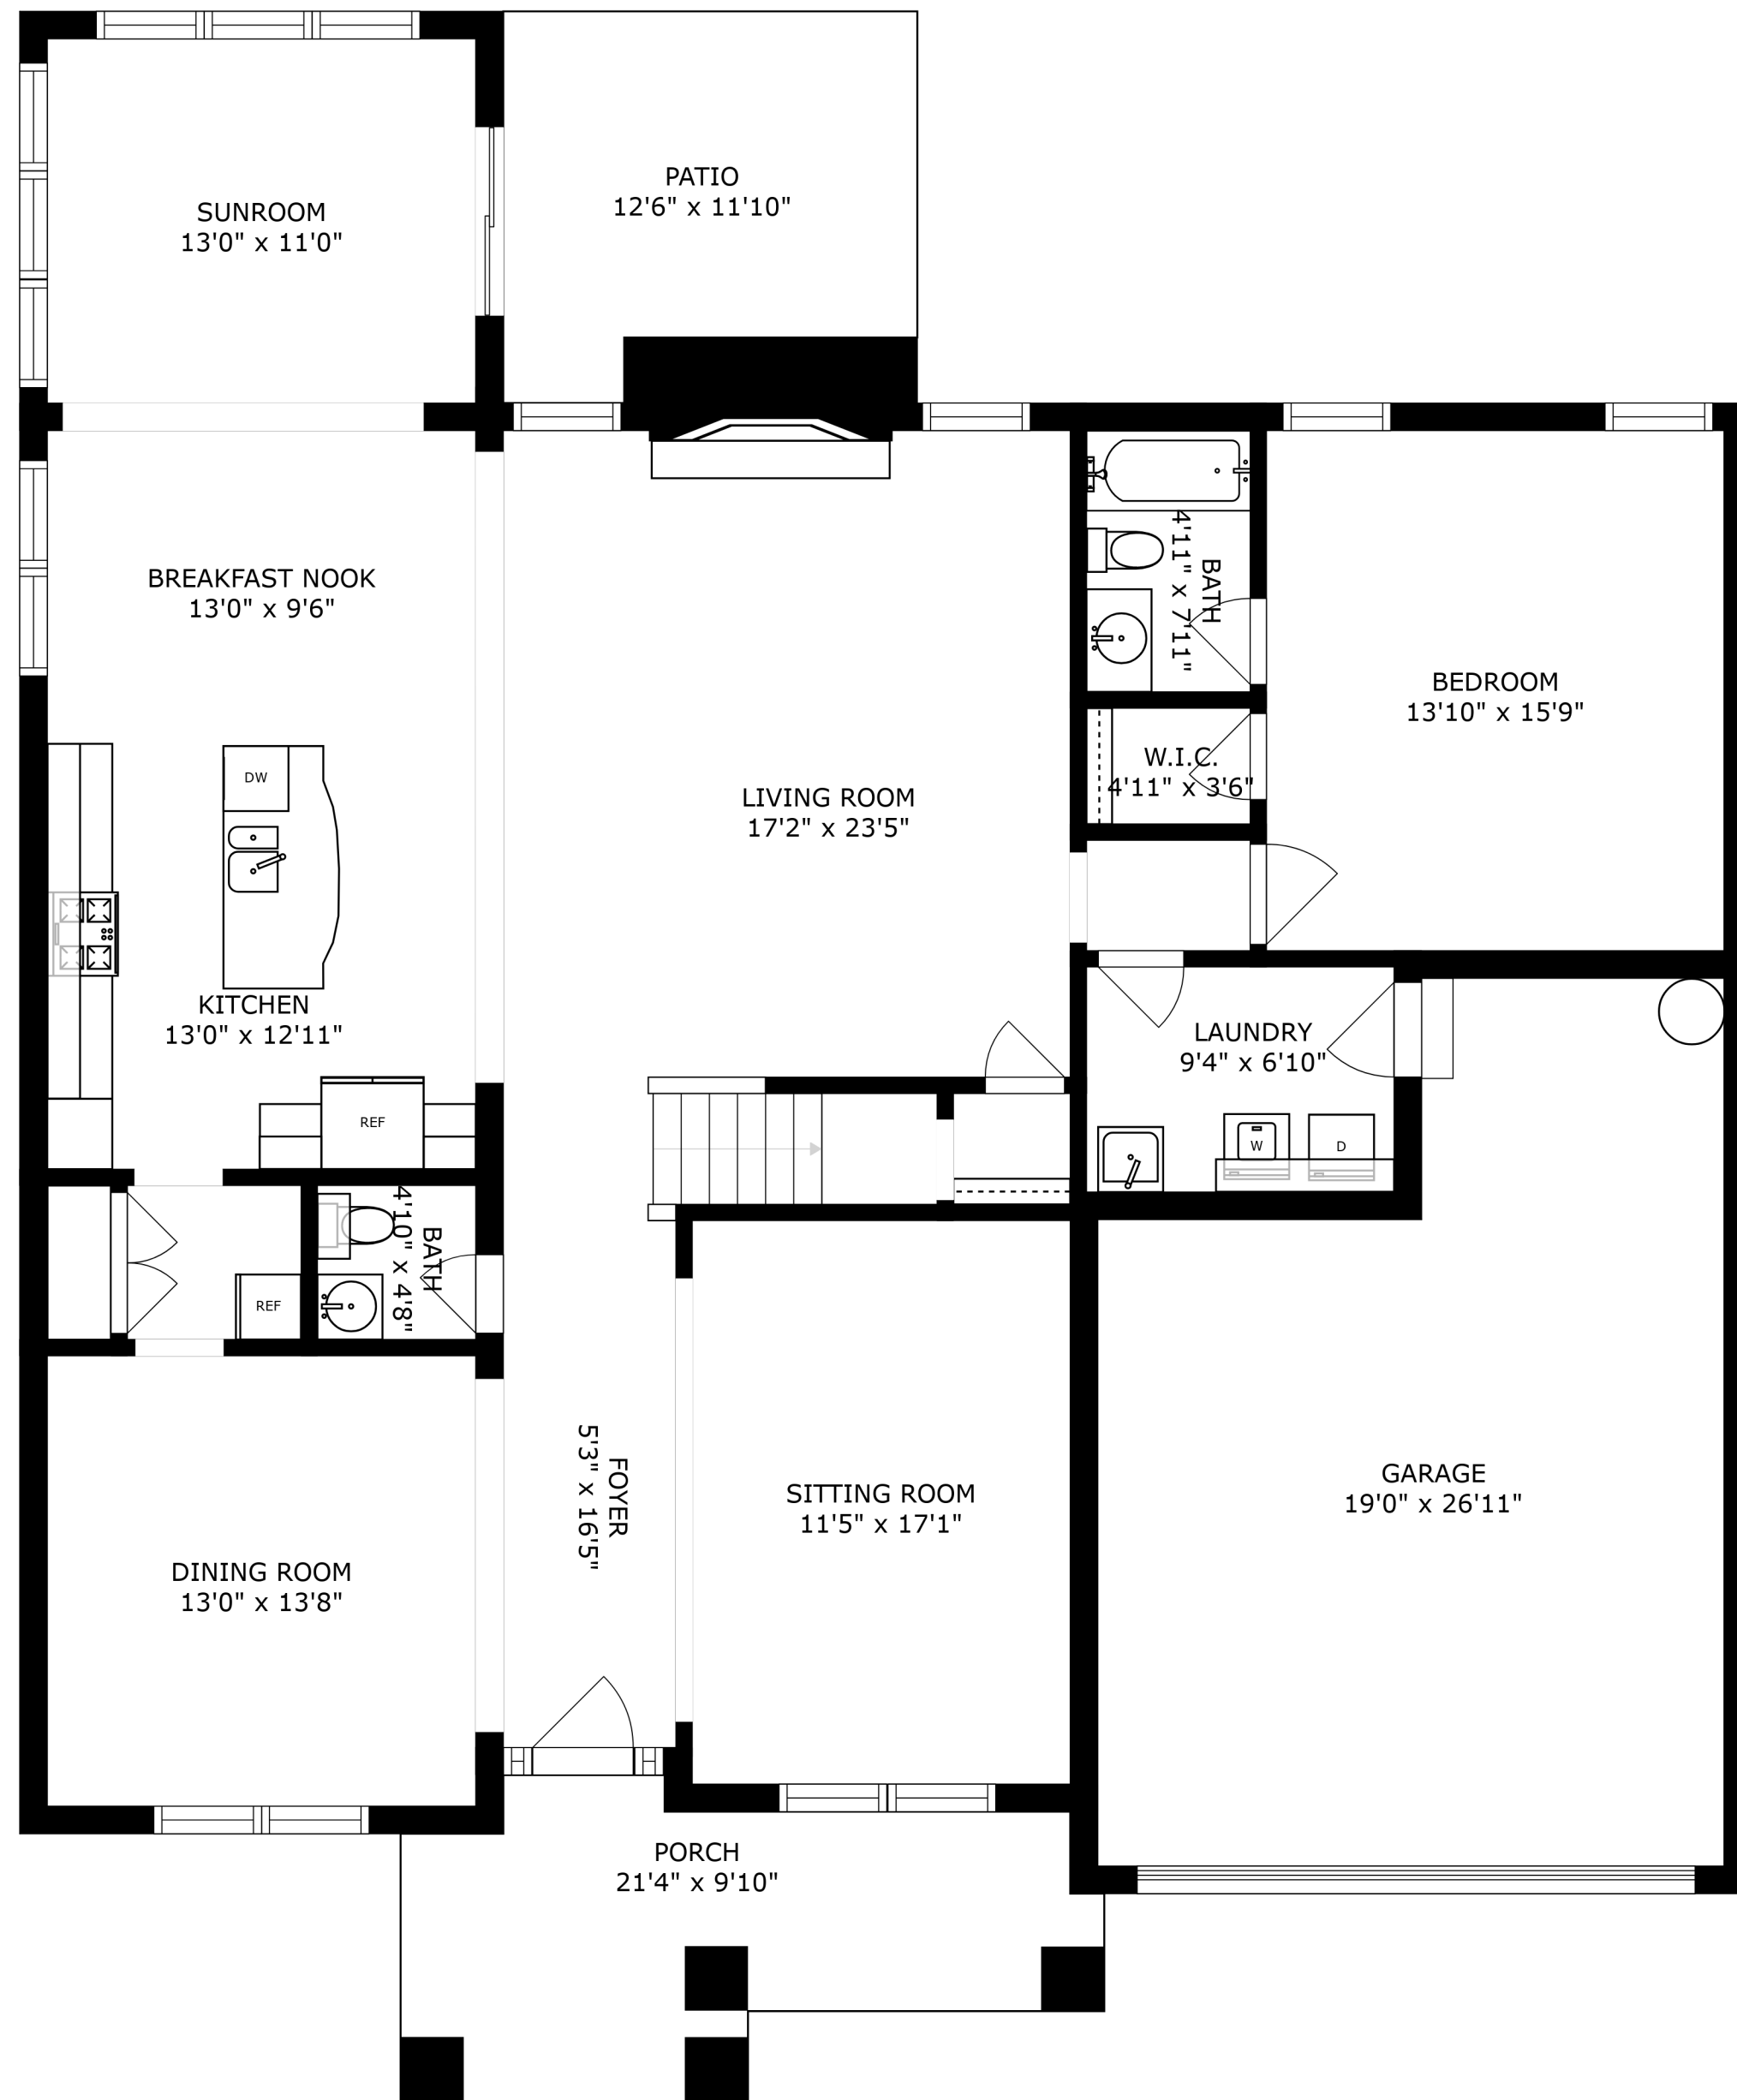 PATIO
12'6" x 11'10"
SUNROOM
13'0" x 11'0"
BREAKFAST NOOK
13'0" x 9'6"
BATH
4'11" x 7'11"
BEDROOM
13'10" x 15'9"
W.I.C.
4'11" x 3'6"
DW
LIVING ROOM
17'2" x 23'5"
KITCHEN
13'0" x 12'11"
LAUNDRY
9'4" x 6'10"
REF
W
D
BATH
4'10" x 4'8"
REF
FOYER
5'3" x 16'5"
SITTING ROOM
11'5" x 17'1"
GARAGE
19'0" x 26'11"
DINING ROOM
13'0" x 13'8"
PORCH
21'4" x 9'10"